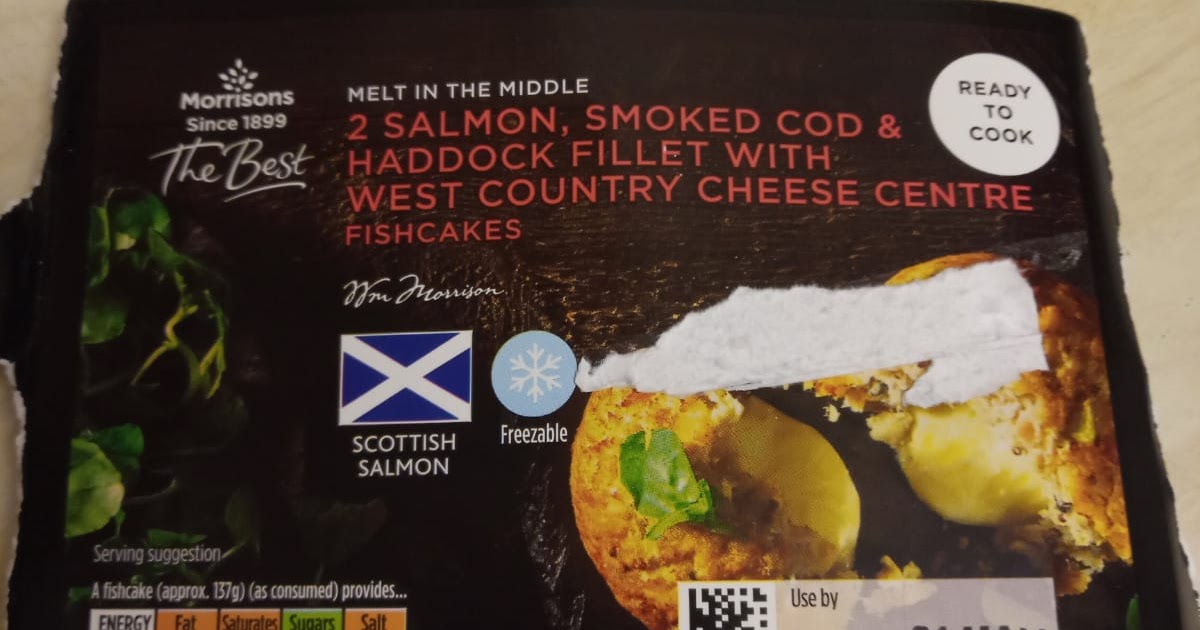 Morrisons
Since 1899
The Best
MELT IN THE MIDDLE
2 SALMON, SMOKED COD &
HADDOCK FILLET WITH
WEST COUNTRY CHEESE CENTRE
FISHCAKES
READY
TO
COOK
Wm Morrison
SCOTTISH
SALMON
Freezable
Serving suggestion
A fishcake (approx. 137g) (as consumed) provides...
ENERGY Fat Saturates Sugars Salt
Use by